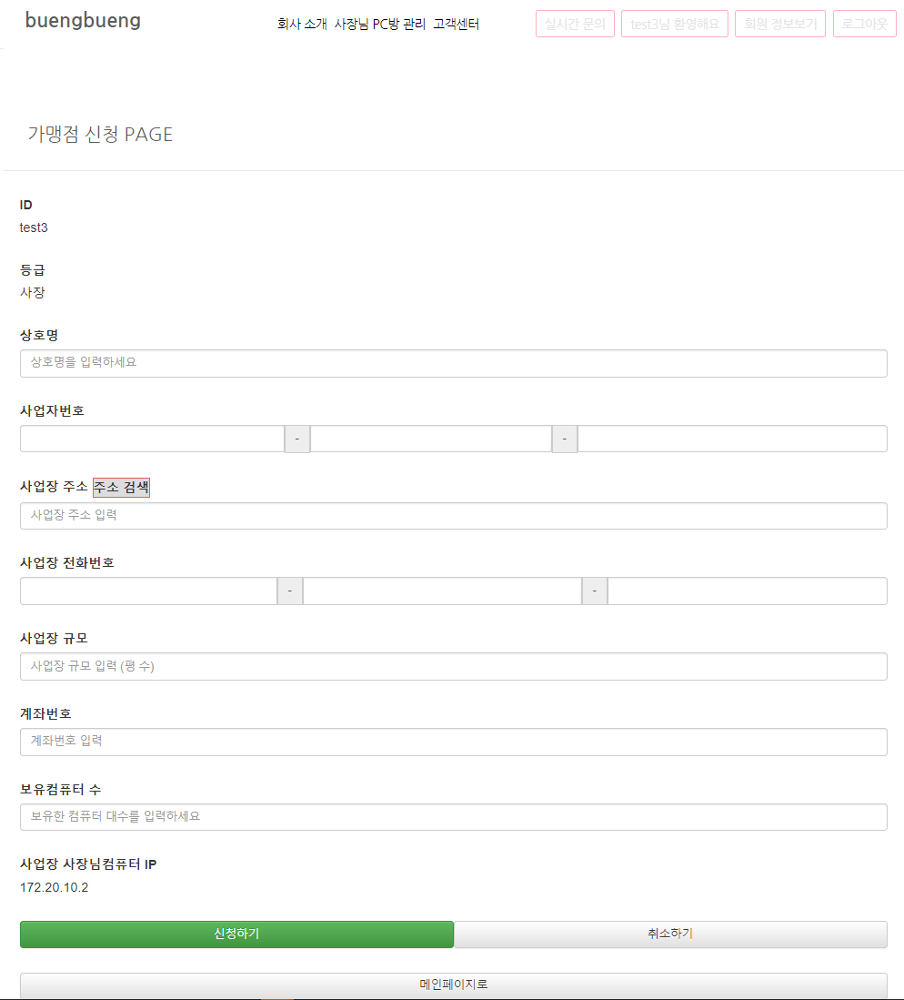 buengbueng
회사 소개 사장님 PC방 관리 고객센터
실시간 문의 test3님 환영해요 회원 정보보기 로그아웃
가맹점 신청 PAGE
ID
test3
등급
사장
상호명
상호명을 입력하세요
사업자번호
- -
사업장 주소 주소 검색
사업장 주소 입력
사업장 전화번호
- -
사업장 규모
사업장 규모 입력 (평 수)
계좌번호
계좌번호 입력
보유컴퓨터 수
보유한 컴퓨터 대수를 입력하세요
사업장 사장님컴퓨터 IP
172.20.10.2
신청하기 취소하기
메인페이지로